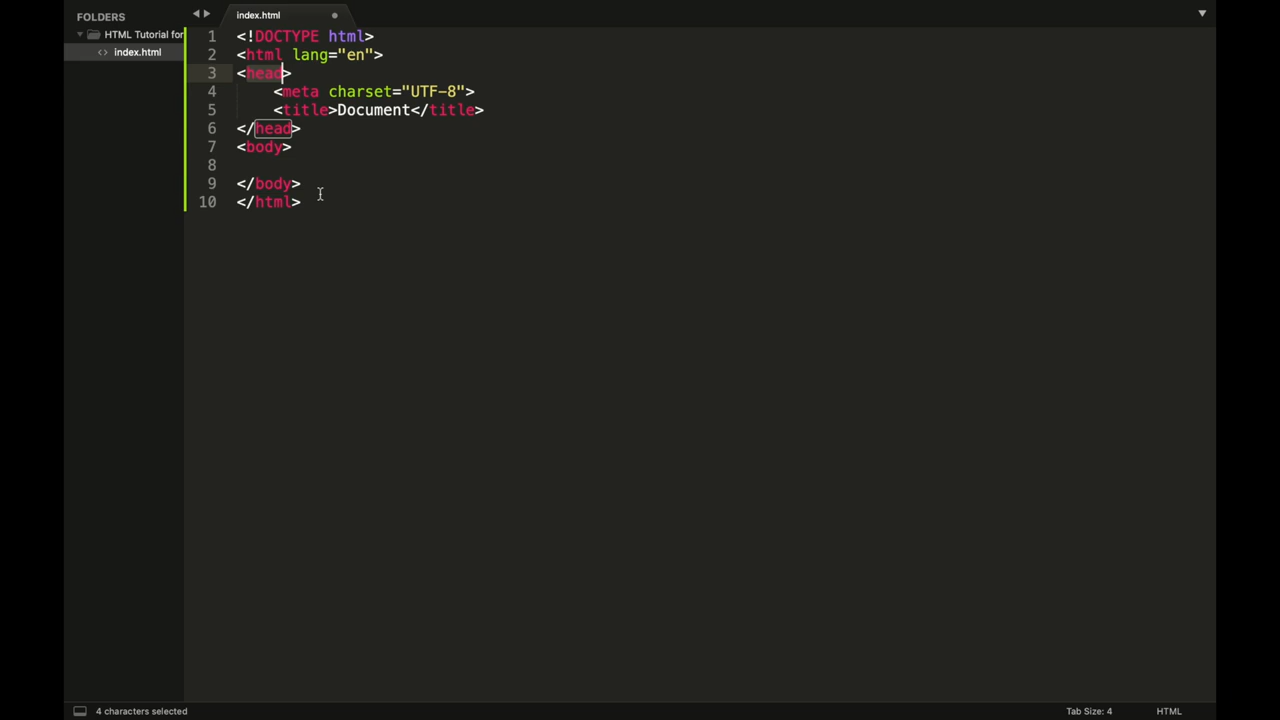 FOLDERS
HTML Tutorial for
<> index.html
index.html
1 <!DOCTYPE html>
2 <html lang="en">
3 <head>
4 <meta charset="UTF-8">
5 <title>Document</title>
6 </head>
7 <body>
8
9 </body>
10 </html>
4 characters selected
Tab Size: 4
HTML